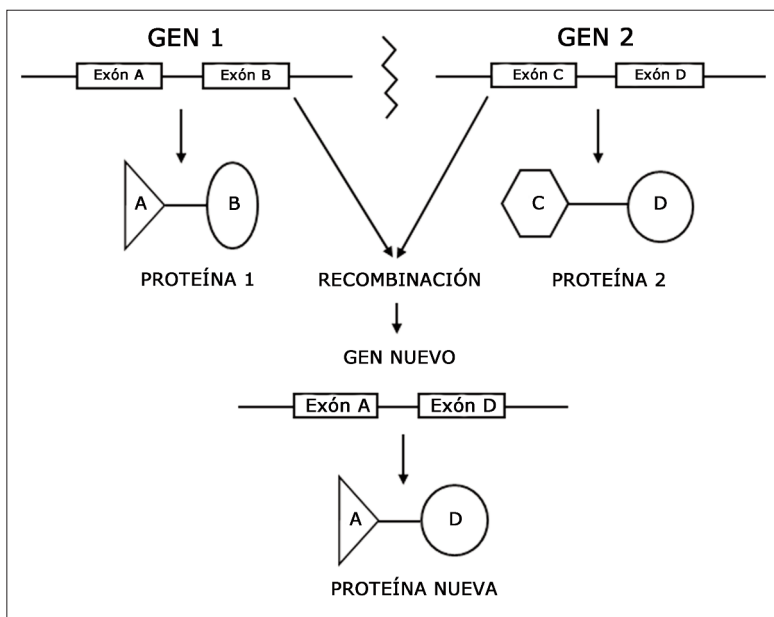 GEN 1
GEN 2
Exón A
Exón B
Exón C
Exón D
A
B
C
D
PROTEÍNA 1
RECOMBINACIÓN
PROTEÍNA 2
GEN NUEVO
Exón A
Exón D
A
D
PROTEÍNA NUEVA